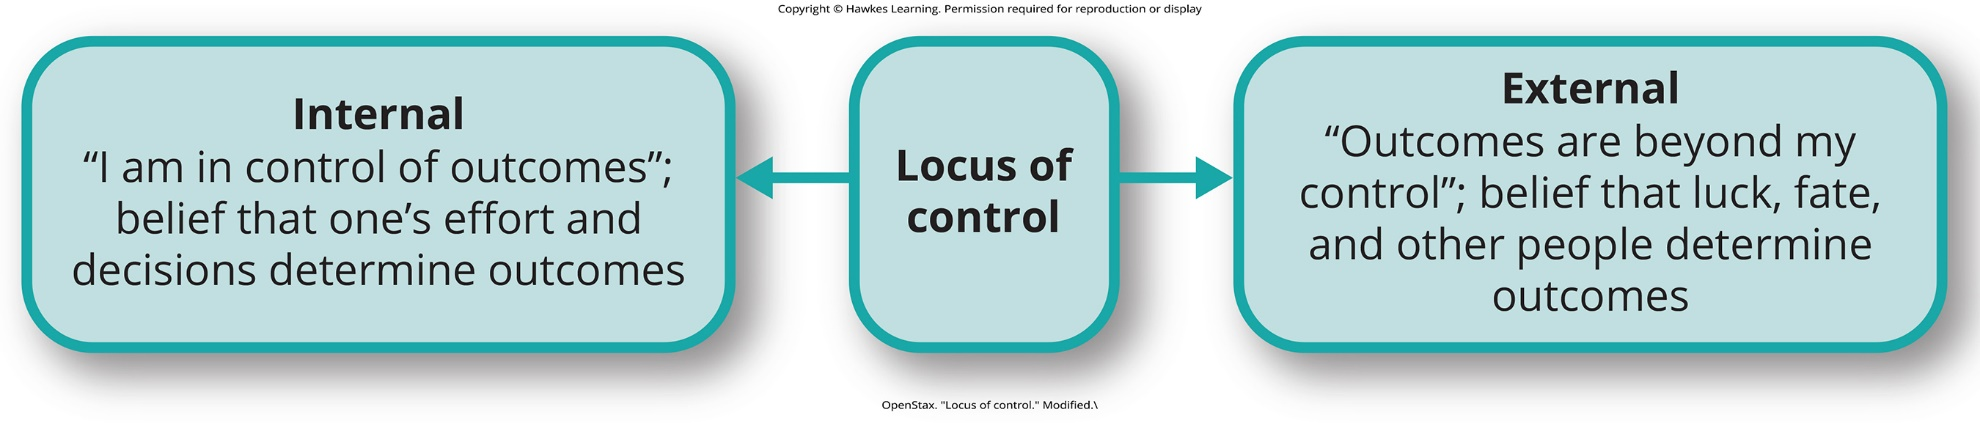 Copyright © Hawkes Learning. Permission required for reproduction or display
Internal
“I am in control of outcomes”;
belief that one’s effort and
decisions determine outcomes
Locus of
control
External
“Outcomes are beyond my
control”; belief that luck, fate,
and other people determine
outcomes
OpenStax. "Locus of control." Modified.\